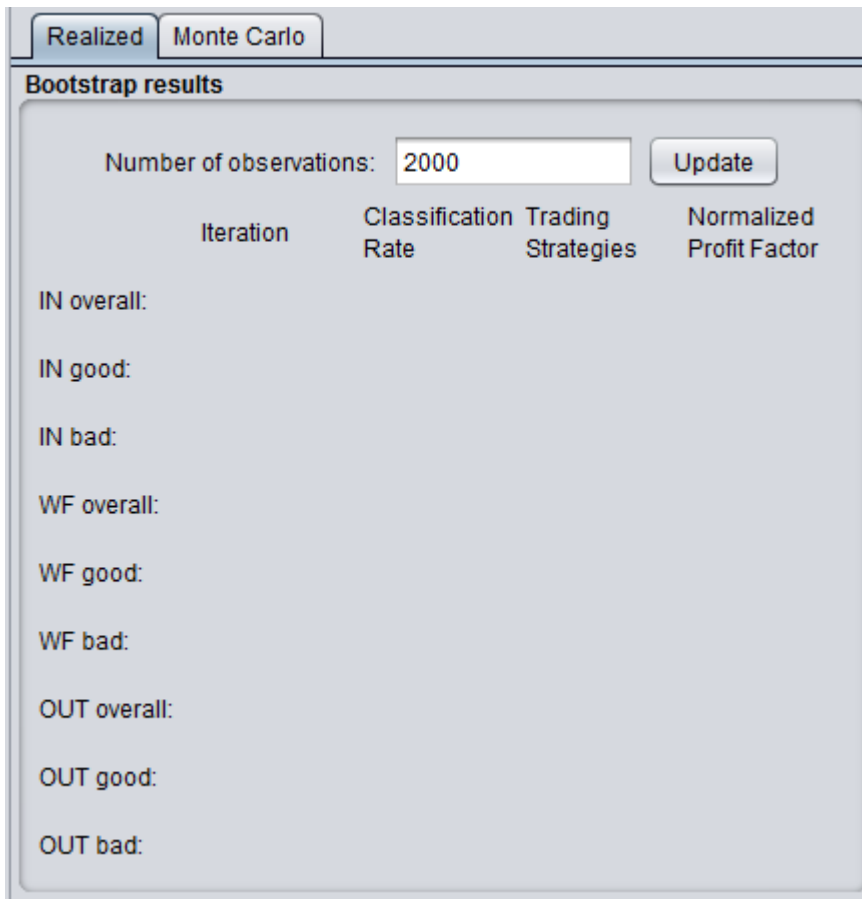 Realized Monte Carlo
Bootstrap results
Number of observations: 2000 Update
Iteration Classification Rate Trading Strategies Normalized Profit Factor
IN overall:
IN good:
IN bad:
WF overall:
WF good:
WF bad:
OUT overall:
OUT good:
OUT bad: